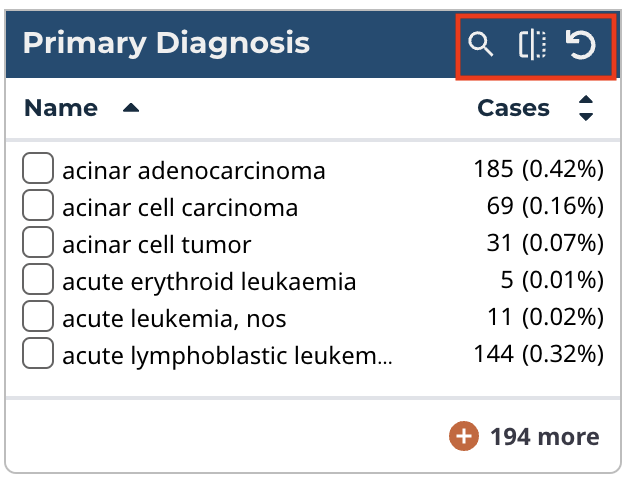 Primary Diagnosis
Name Cases
acinar adenocarcinoma 185 (0.42%)
acinar cell carcinoma 69 (0.16%)
acinar cell tumor 31 (0.07%)
acute erythroid leukaemia 5 (0.01%)
acute leukemia, nos 11 (0.02%)
acute lymphoblastic leukem... 144 (0.32%)
194 more